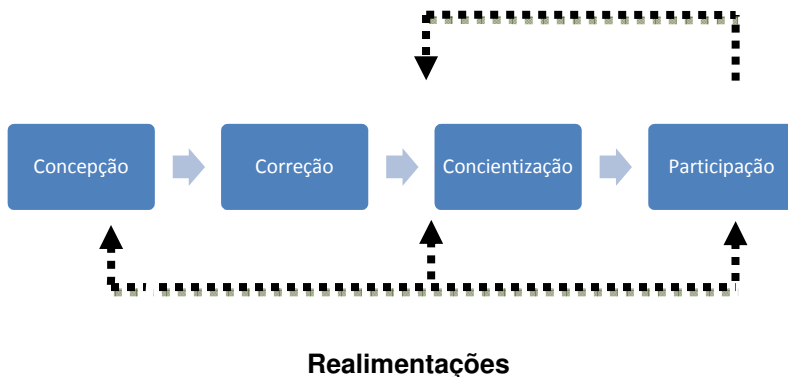 Concepção
Correção
Concientização
Participação
Realimentações